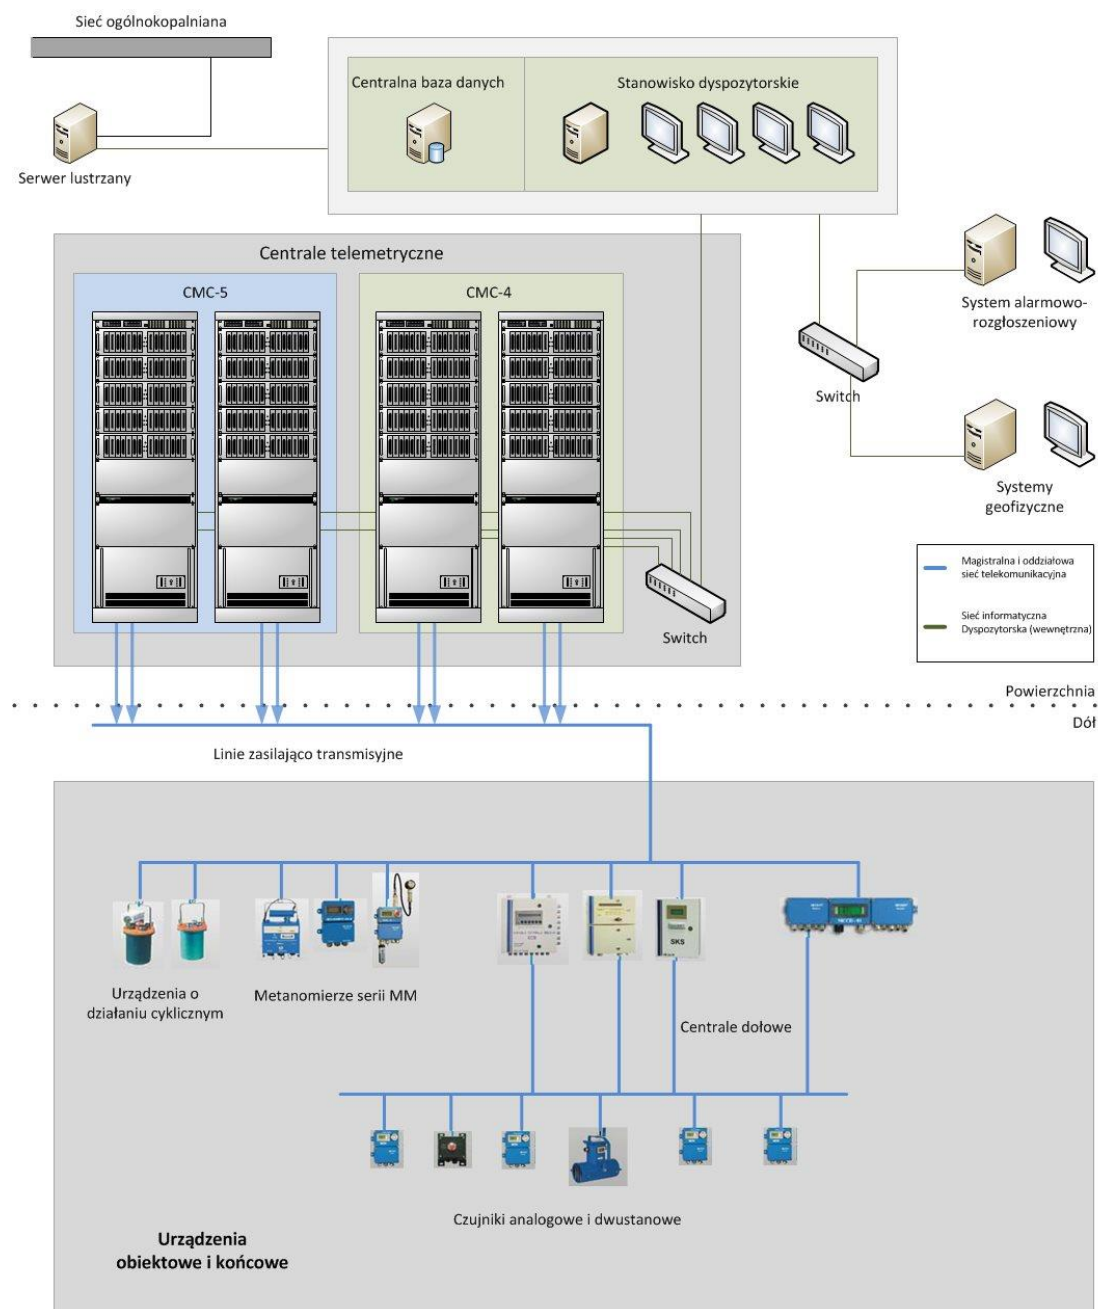 Sieć ogólnokopalniana
Centralna baza danych
Stanowisko dyspozytorskie
Serwer lustrzany
Centrale telemetryczne
CMC-5
CMC-4
System alarmowo-
rozgłoszeniowy
Switch
Systemy
geofizyczne
Magistralna i oddziałowa
sieć telekomunikacyjna
Sieć informatyczna
Dyspozytorska (wewnętrzna)
Switch
Powierzchnia
Dół
Linie zasilająco transmisyjne
SKS
Urządzenia o
działaniu cyklicznym
Metanomierze serii MM
Centrale dołowe
Czujniki analogowe i dwustanowe
Urządzenia
obiektowe i końcowe